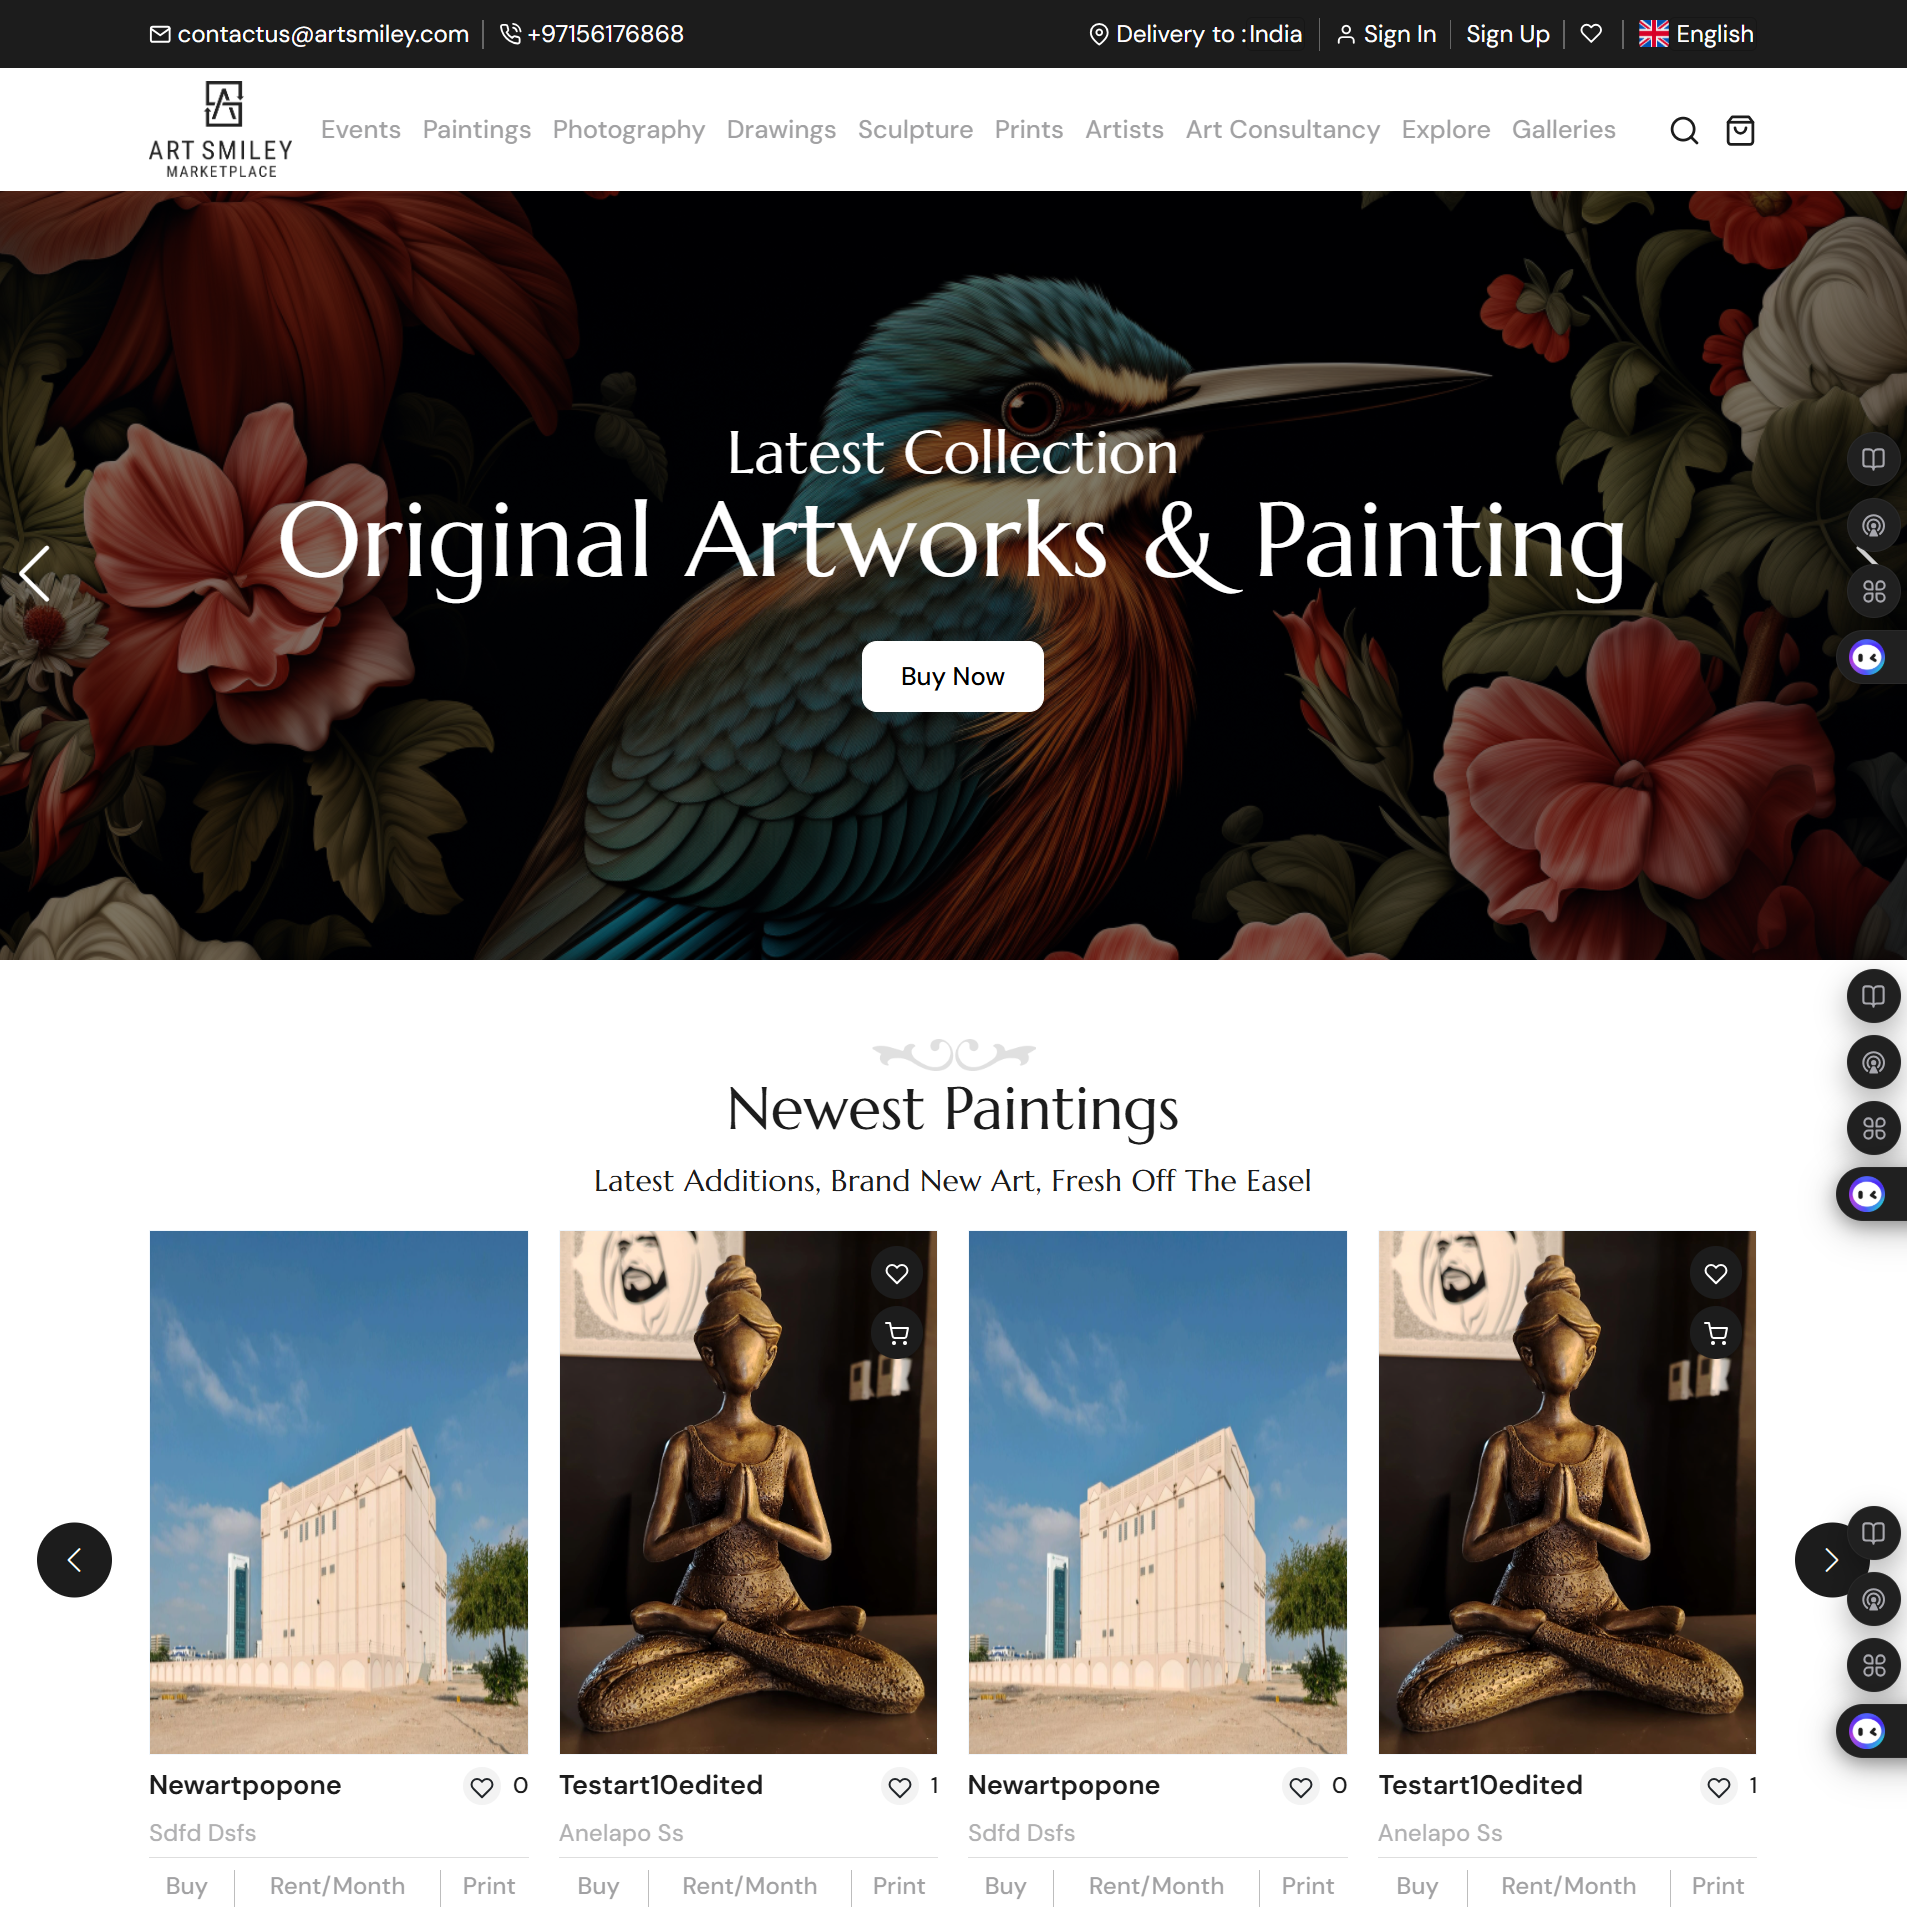 contactus@artsmiley.com +97156176868 Delivery to : India Sign In Sign Up English
ART SMILEY
MARKETPLACE
Events Paintings Photography Drawings Sculpture Prints Artists Art Consultancy Explore Galleries
Latest Collection
Original Artworks & Painting
Buy Now
Newest Paintings
Latest Additions, Brand New Art, Fresh Off The Easel
Newartpopone 0 Testart10edited 1 Newartpopone 0 Testart10edited 1
Sdfd Dsfs Anelapo Ss Sdfd Dsfs Anelapo Ss
Buy Rent/Month Print Buy Rent/Month Print Buy Rent/Month Print Buy Rent/Month Print